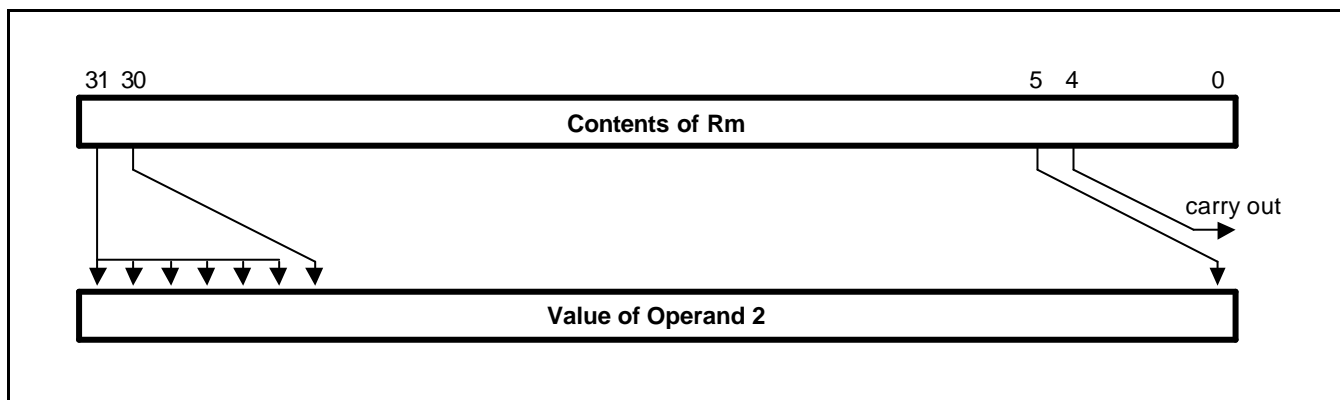 31 30 5 4 0
Contents of Rm
carry out
Value of Operand 2